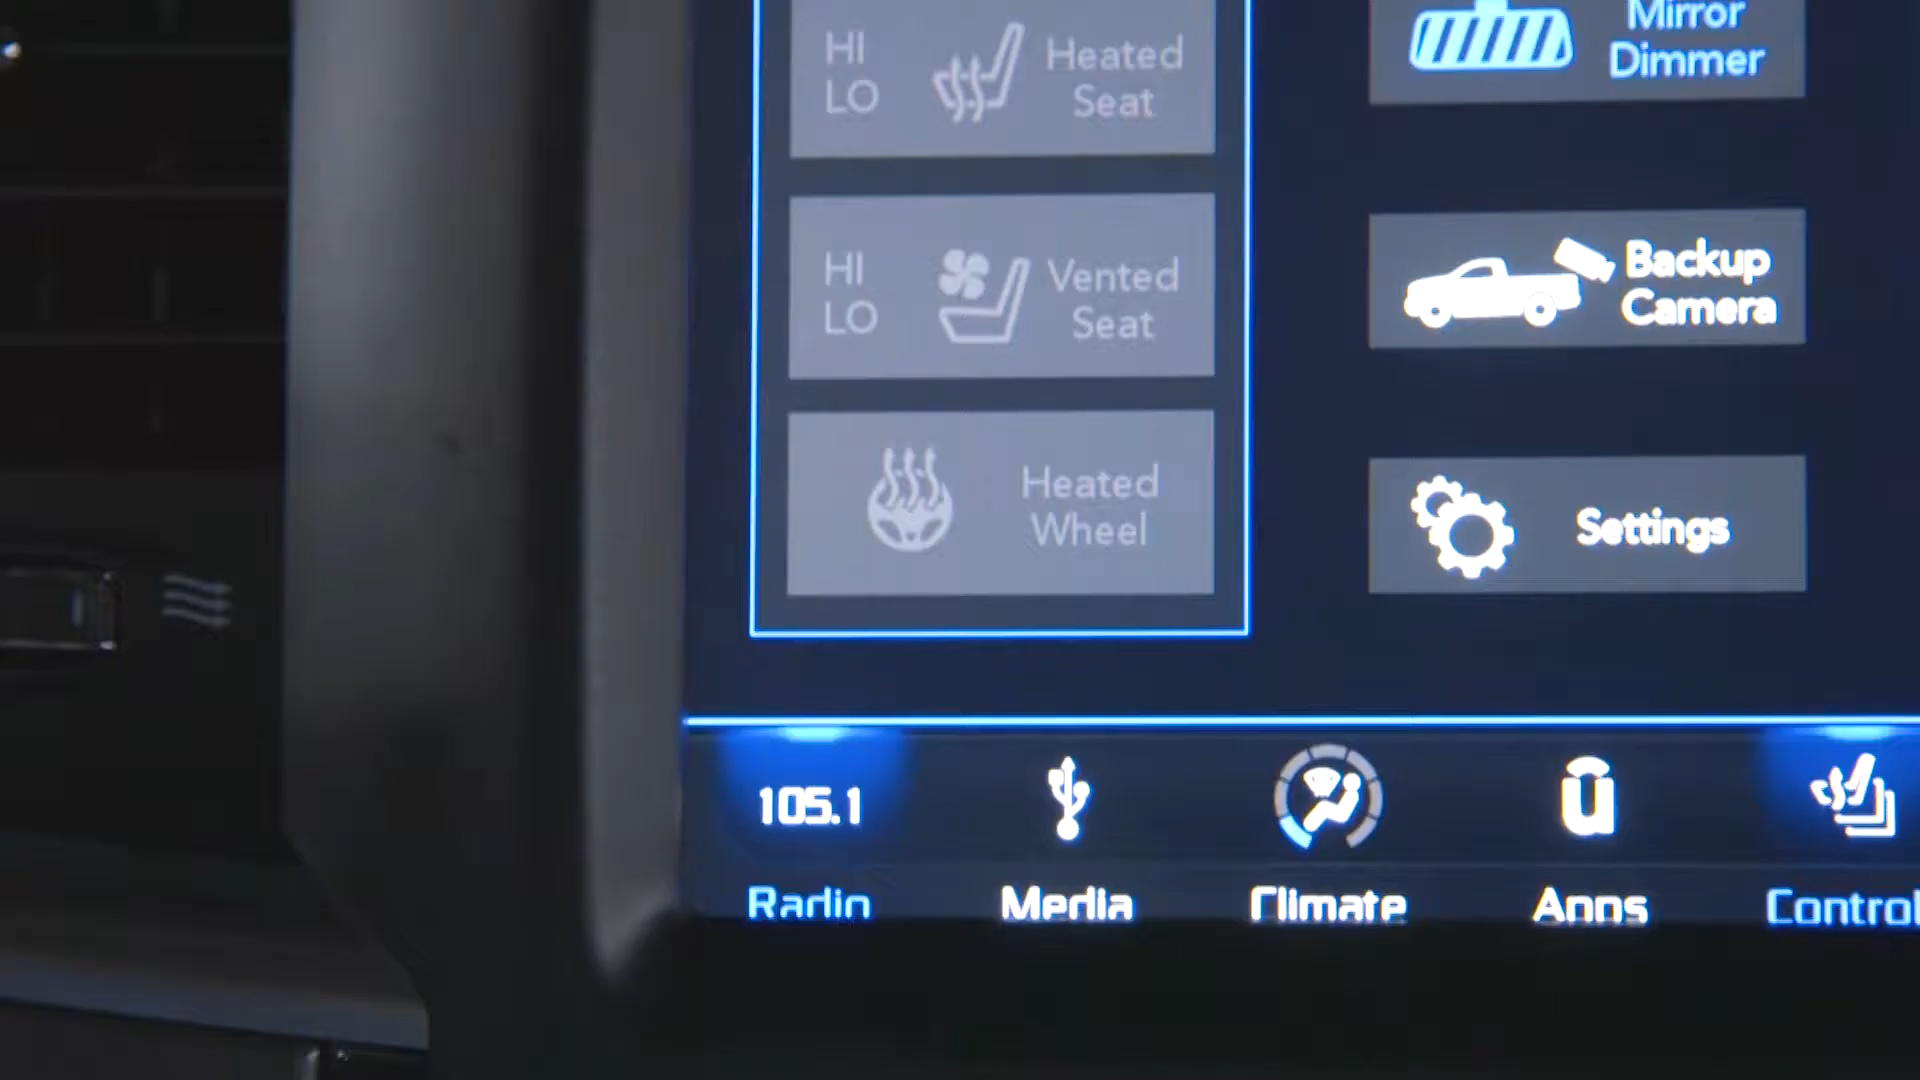 HI
LO
Heated
Seat
Mirror
Dimmer
HI
LO
Vented
Seat
Backup
Camera
Heated
Wheel
Settings
105.1
Radio
Media
Climate
Apps
Control